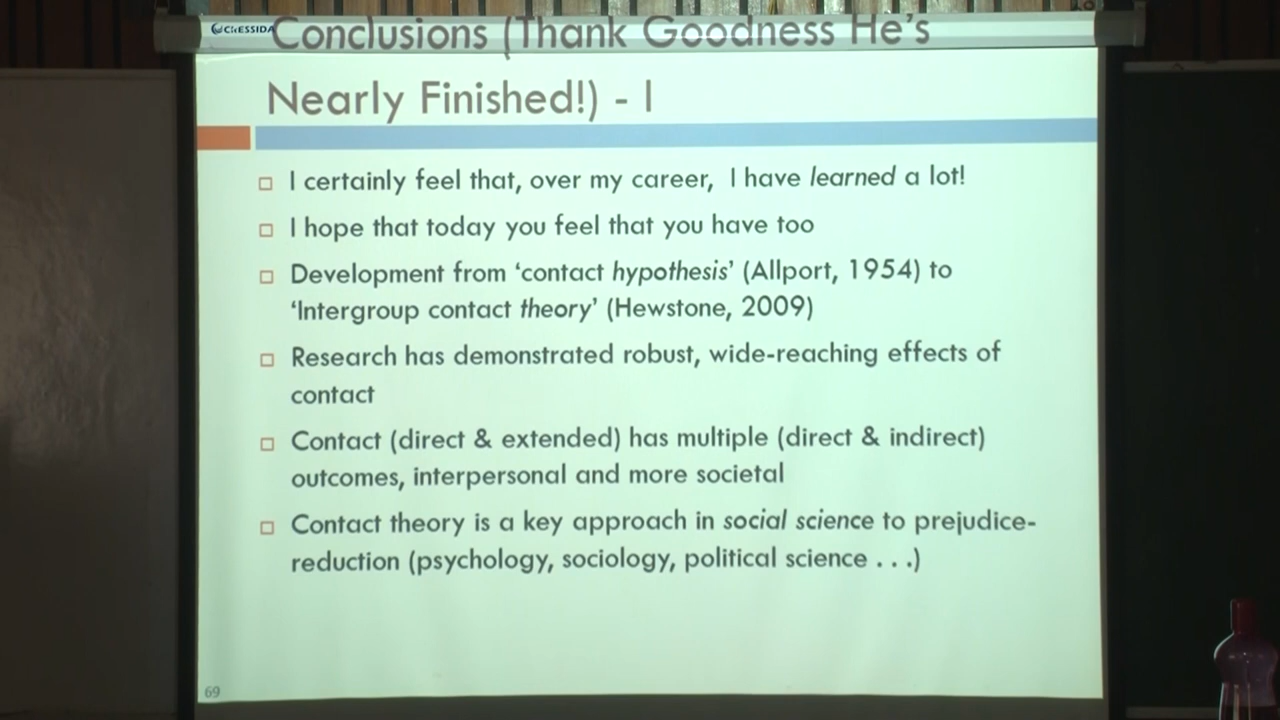 CRESSIDA
Conclusions (Thank Goodness He's
Nearly Finished!) - I
I certainly feel that, over my career, I have learned a lot!
I hope that today you feel that you have too
Development from ‘contact hypothesis’ (Allport, 1954) to
‘Intergroup contact theory’ (Hewstone, 2009)
Research has demonstrated robust, wide-reaching effects of
contact
Contact (direct & extended) has multiple (direct & indirect)
outcomes, interpersonal and more societal
Contact theory is a key approach in social science to prejudice-
reduction (psychology, sociology, political science . . .)
69